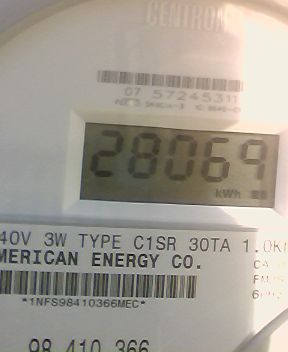 CENTRON
07 57245311
28069
kWh
40V 3W TYPE C1SR 30TA 1.0K
MERICAN ENERGY CO.
CA
*1NFS98410366MEC*
98 410 366